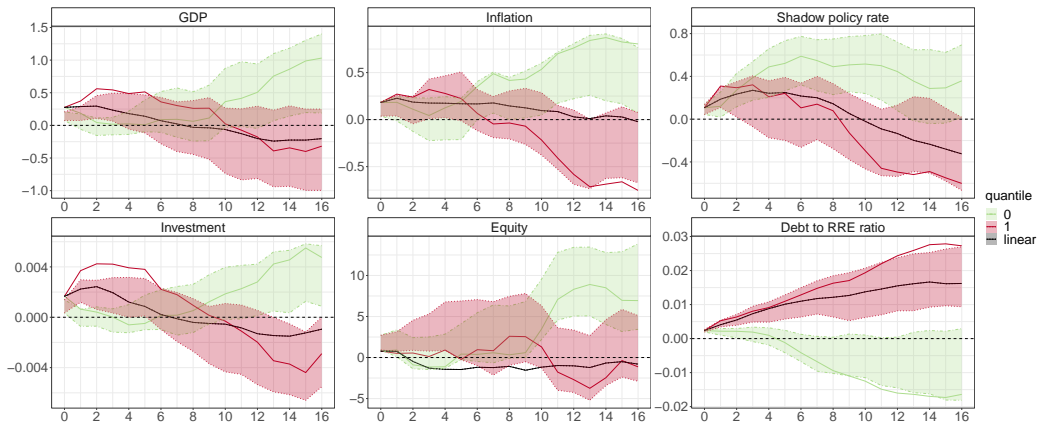 GDP
Inflation
Shadow policy rate
1.5
1.0
0.5
0.0
−0.5
−1.0
0.5
0.0
−0.5
0.8
0.4
0.0
−0.4
0 2 4 6 8 10 12 14 16
0 2 4 6 8 10 12 14 16
0 2 4 6 8 10 12 14 16
Investment
Equity
Debt to RRE ratio
0.004
0.000
−0.004
10
5
0
−5
0.03
0.02
0.01
0.00
−0.01
−0.02
0 2 4 6 8 10 12 14 16
0 2 4 6 8 10 12 14 16
0 2 4 6 8 10 12 14 16
quantile
0
1
linear